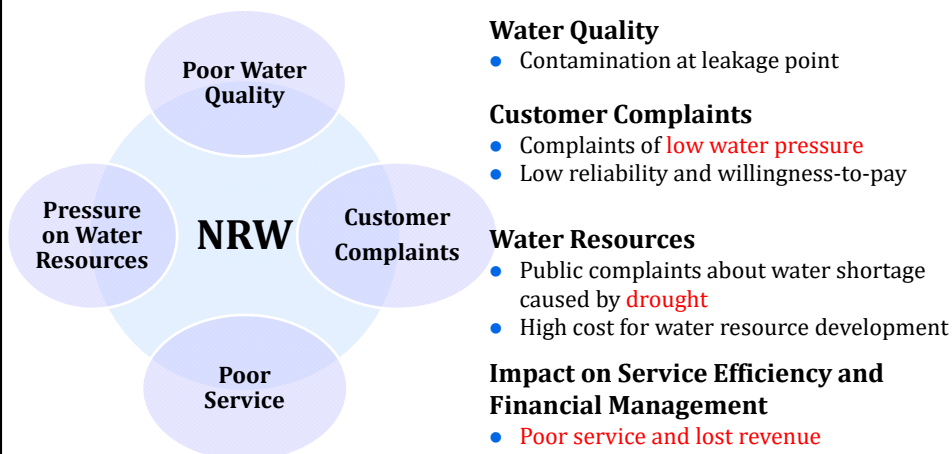 Poor Water
Quality
Pressure
on Water
Resources
NRW
Customer
Complaints
Poor
Service
Water Quality
● Contamination at leakage point
Customer Complaints
● Complaints of low water pressure
● Low reliability and willingness-to-pay
Water Resources
● Public complaints about water shortage
caused by drought
● High cost for water resource development
Impact on Service Efficiency and
Financial Management
● Poor service and lost revenue